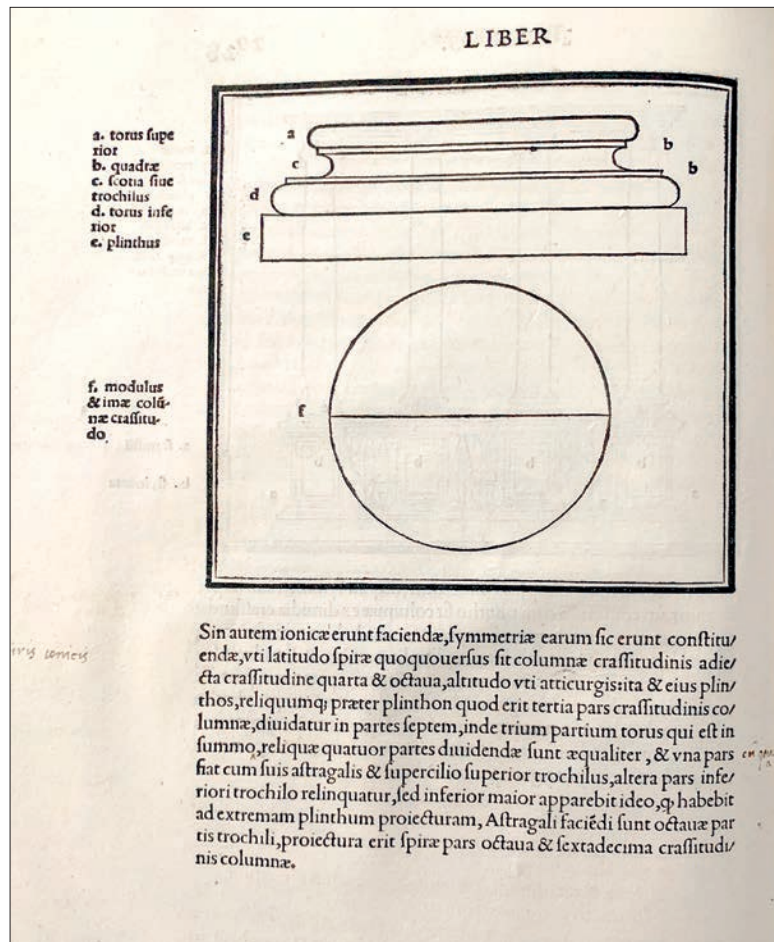 LIBER
a. torus ſupe
rior
b. quadræ
c. ſcotia ſiue
trochilus
d. torus infe
rior
e. plinthus
a
b
c
b
d
e
f. modulus
& imæ colū-
næ craſſitu-
do.
f
Sin autem ionicæ erunt faciendæ,ſymmetriæ earum ſic erunt conſtitu/
endæ,vti latitudo ſpiræ quoquouerſus ſit columnæ craſſitudinis adie/
cta craſſitudine quarta & octaua,altitudo vti atticurgis:ita & eius plin/
thos,reliquumq; præter plinthon quod erit tertia pars craſſitudinis co/
lumnæ,diuidatur in partes ſeptem,inde trium partium torus qui eſt in
ſummo,reliquæ quatuor partes diuidendæ ſunt æqualiter, & vna pars
fiat cum ſuis aſtragalis & ſupercilio ſuperior trochilus,altera pars infe/
riori trochilo relinquatur,ſed inferior maior apparebit ideo,ꝙ habebit
ad extremam plinthum proiecturam, Aſtragali faciēdi ſunt octauæ par
tis trochili,proiectura erit ſpiræ pars octaua & ſextadecima craſſitudi/
nis columnæ.